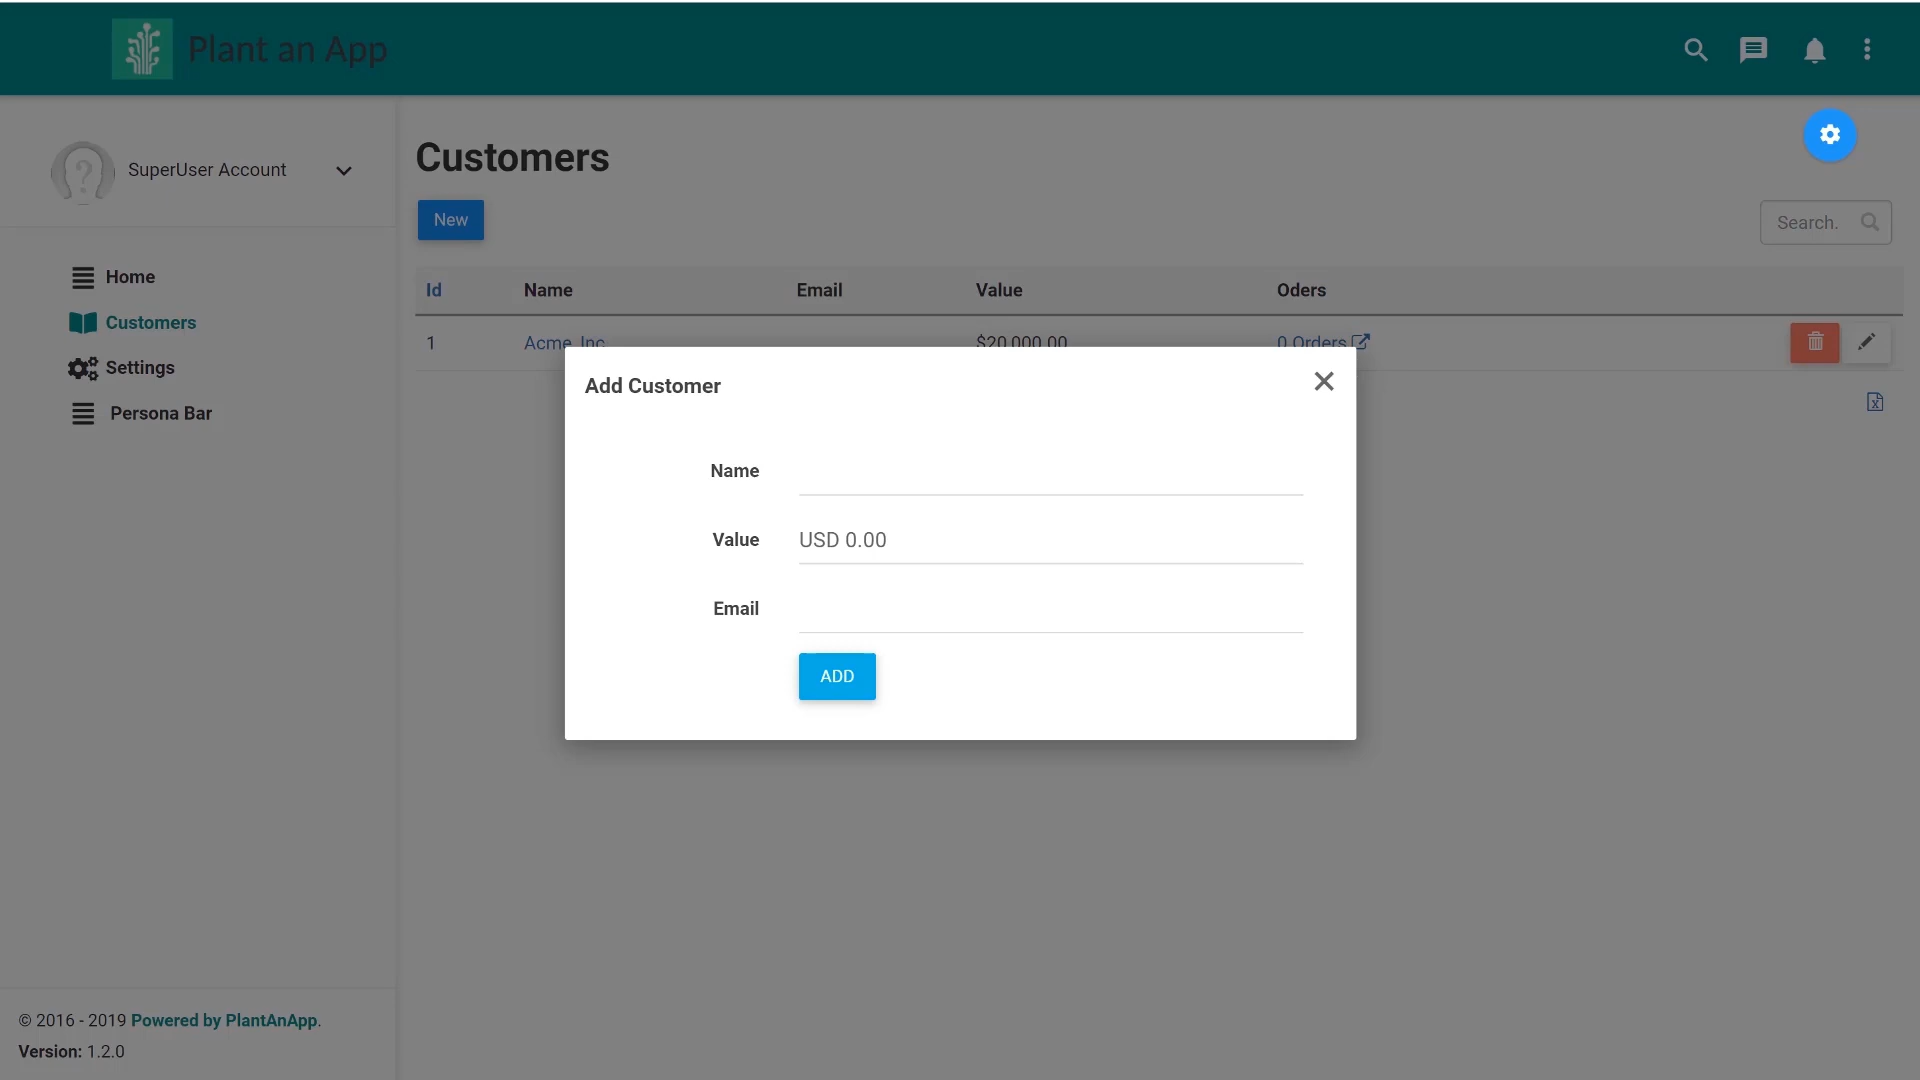 Plant an App
SuperUser Account
Home
Customers
Settings
Persona Bar
© 2016 - 2019 Powered by PlantAnApp.
Version: 1.2.0
Customers
New
Search.
Id Name Email Value Oders
1 Acme, Inc $20,000.00 0 Orders
Add Customer
Name
Value USD 0.00
Email
ADD